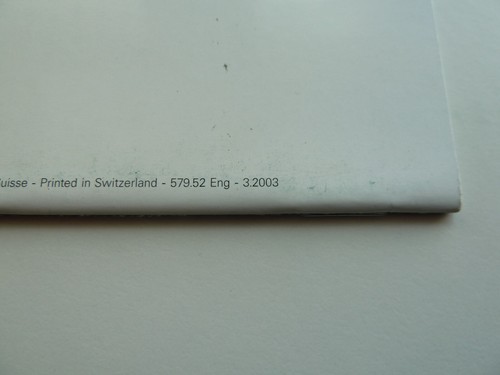 uisse - Printed in Switzerland - 579.52 Eng - 3.2003